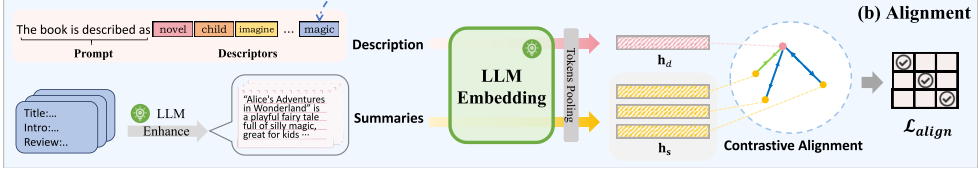 (b) Alignment
The book is described as novel child imagine ... magic
Prompt Descriptors
Description
Title:...
Intro:...
Review:..
LLM
Enhance
“Alice's Adventures
in Wonderland” is
a playful fairy tale
full of silly magic,
great for kids ...
Summaries
LLM
Embedding
Tokens Pooling
h_d
h_s
Contrastive Alignment
ℒ_align